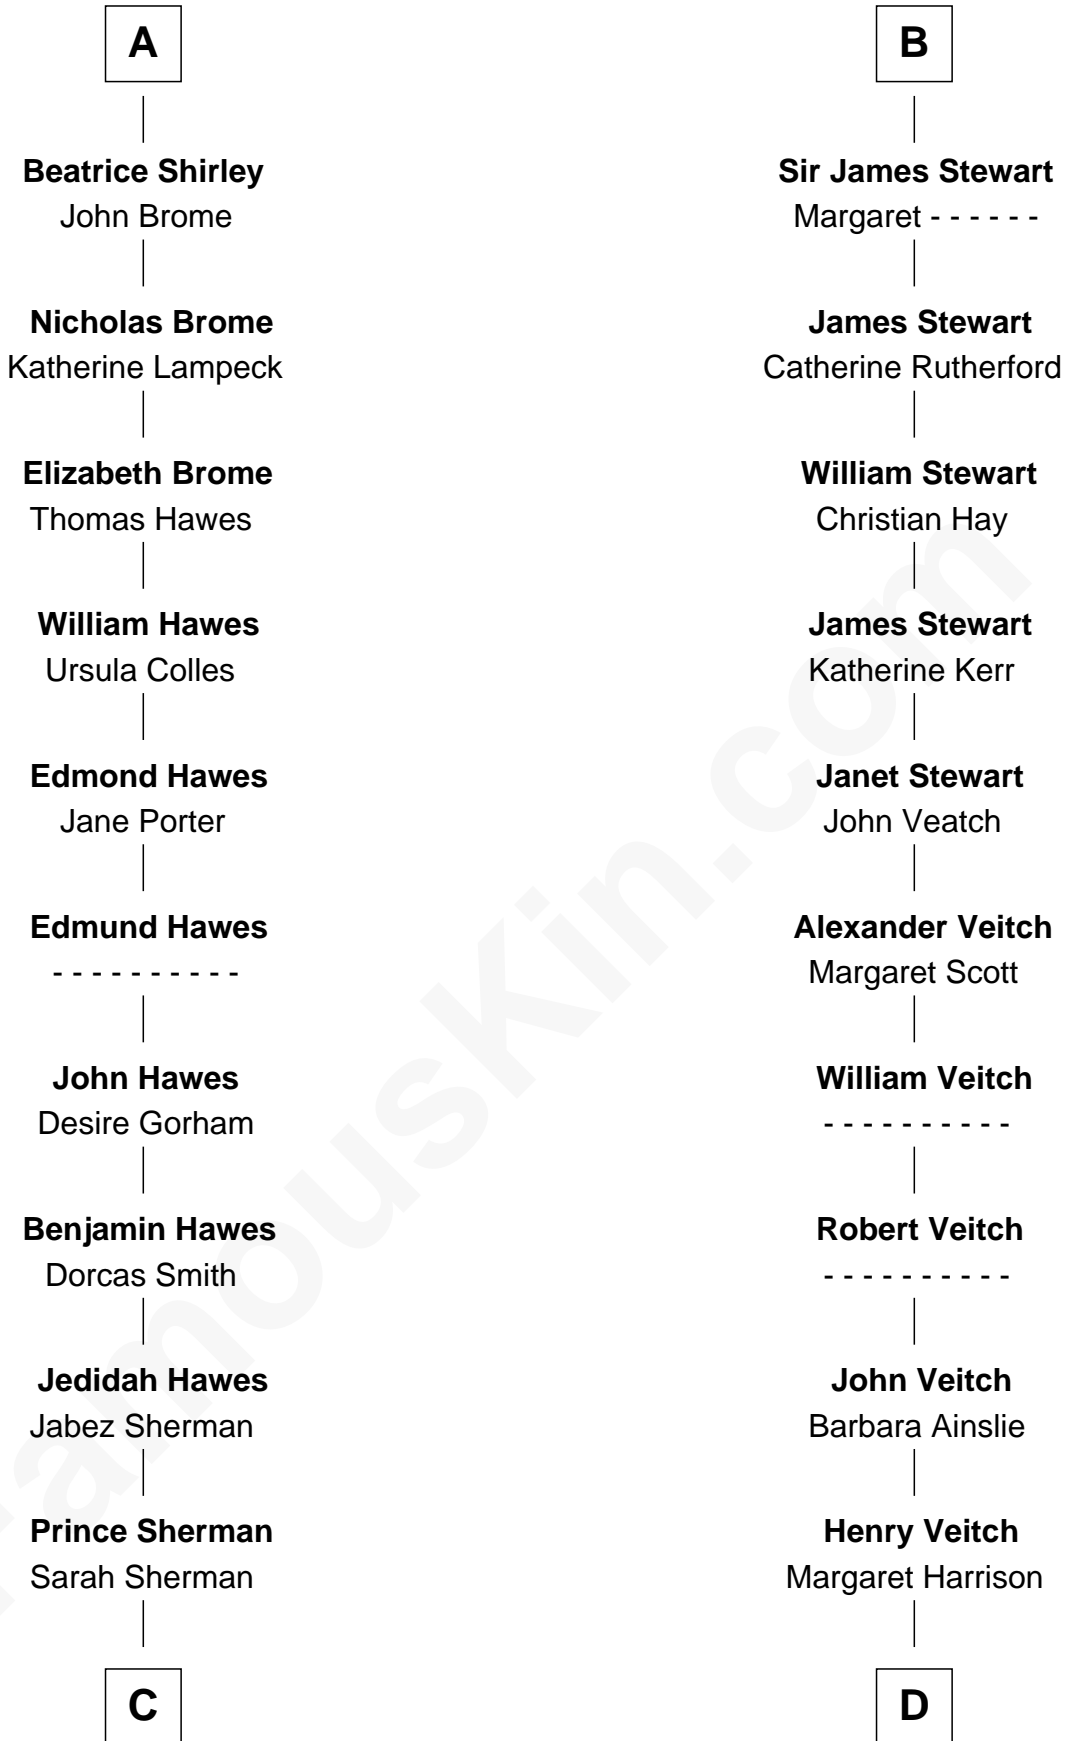 A
Beatrice Shirley
John Brome
Nicholas Brome
Katherine Lampeck
Elizabeth Brome
Thomas Hawes
William Hawes
Ursula Colles
Edmond Hawes
Jane Porter
Edmund Hawes
- - - - - - - - - -
John Hawes
Desire Gorham
Benjamin Hawes
Dorcas Smith
Jedidah Hawes
Jabez Sherman
Prince Sherman
Sarah Sherman
C
B
Sir James Stewart
Margaret - - - - - -
James Stewart
Catherine Rutherford
William Stewart
Christian Hay
James Stewart
Katherine Kerr
Janet Stewart
John Veatch
Alexander Veitch
Margaret Scott
William Veitch
- - - - - - - - - -
Robert Veitch
- - - - - - - - - -
John Veitch
Barbara Ainslie
Henry Veitch
Margaret Harrison
D
FamousKin.com